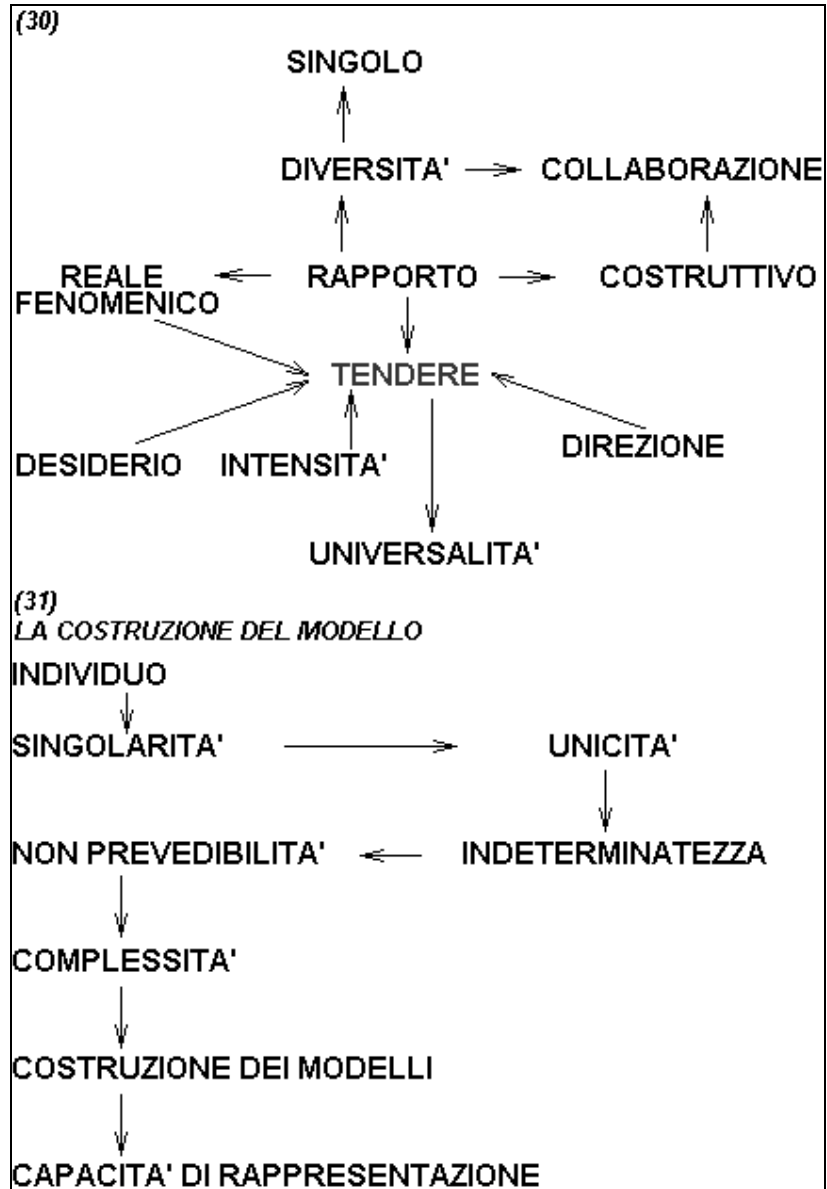 (30)
SINGOLO
DIVERSITA' COLLABORAZIONE
REALE RAPPORTO COSTRUTTIVO
FENOMENICO
TENDERE
DIREZIONE
DESIDERIO INTENSITA'
UNIVERSALITA'
(31)
LA COSTRUZIONE DEL MODELLO
INDIVIDUO
SINGOLARITA' UNICITA'
NON PREVEDIBILITA' INDETERMINATEZZA
COMPLESSITA'
COSTRUZIONE DEI MODELLI
CAPACITA' DI RAPPRESENTAZIONE